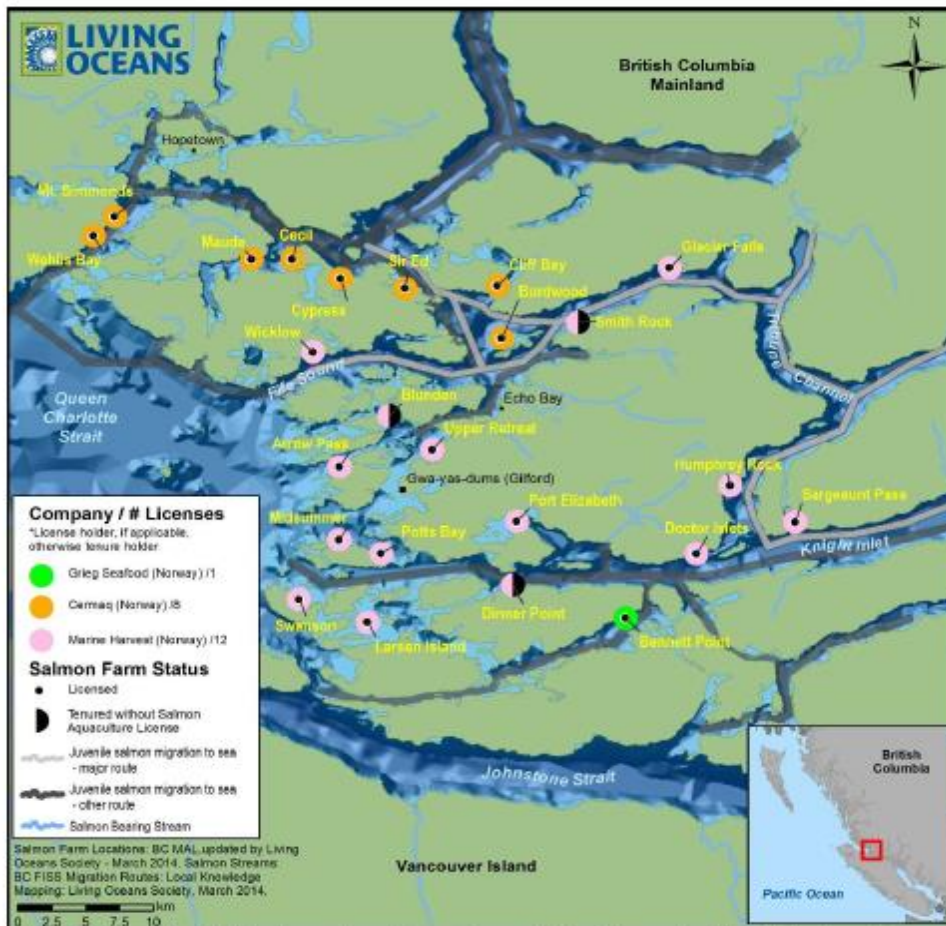 LIVING
OCEANS
N
British Columbia
Mainland
Hopetown
Mt. Simmonds
Wehlis Bay
Maude
Cecil
Cypress
Sir Ed
Cliff Bay
Burdwood
Glacier Falls
Smith Rock
Wicklow
Fife Sound
Tribune
Channel
Queen
Charlotte
Strait
Blunden
Echo Bay
Arrow Pass
Upper Retreat
Gwa-yas-dums (Gilford)
Humphrey Rock
Sargeaunt Pass
Port Elizabeth
Midsummer
Potts Bay
Doctor Islets
Knight Inlet
Swanson
Larsen Island
Dinner Point
Bennett Point
Johnstone Strait
Vancouver Island
Company / # Licenses
*License holder, if applicable,
otherwise tenure holder
Grieg Seafood (Norway) /1
Cermaq (Norway) /8
Marine Harvest (Norway) /12
Salmon Farm Status
Licensed
Tenured without Salmon
Aquaculture License
Juvenile salmon migration to sea
- major route
Juvenile salmon migration to sea
- other route
Salmon Bearing Stream
Salmon Farm Locations: BC MAL,updated by Living
Oceans Society - March 2014. Salmon Streams:
BC FISS Migration Routes: Local Knowledge
Mapping: Living Oceans Society, March 2014.
km
0 2.5 5 7.5 10
British
Columbia
Pacific Ocean